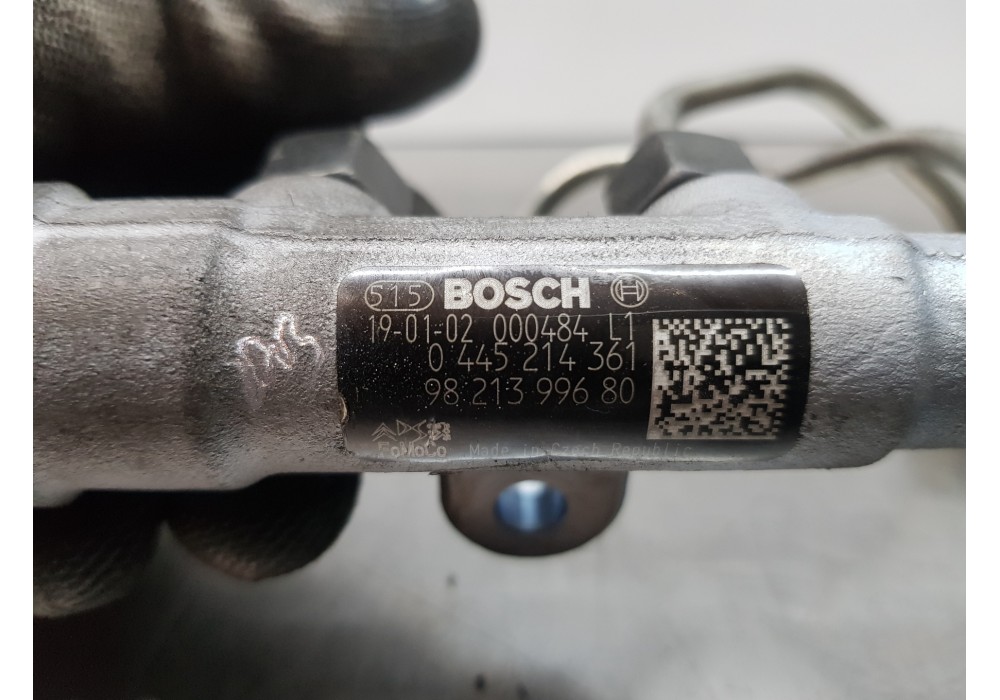 515 BOSCH
19-01-02 000484 L1
0 445 214 361
98 213 996 80
FoMoCo Made in Czech Republic